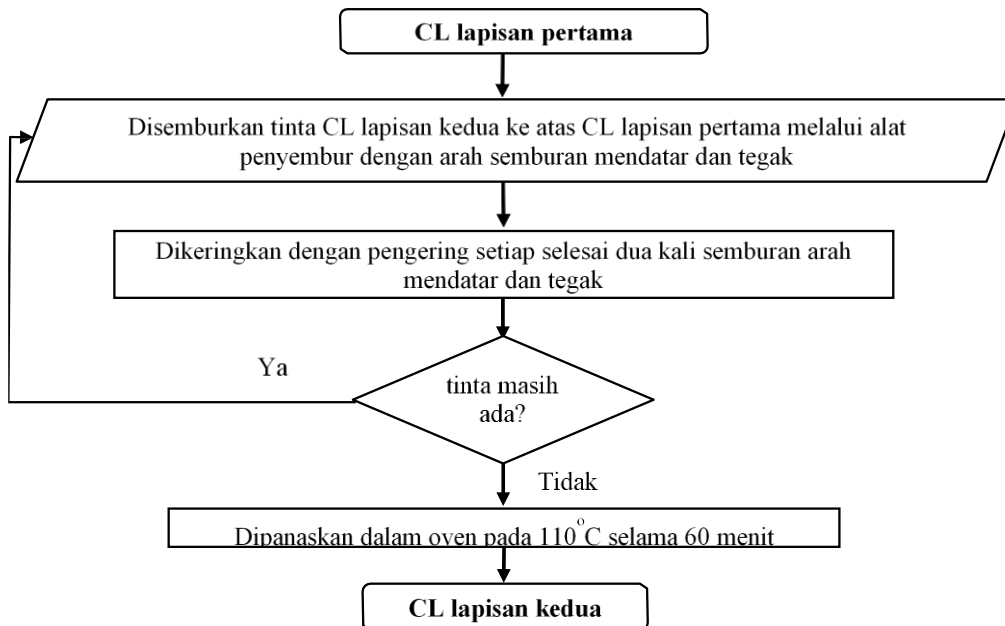 CL lapisan pertama
Disemburkan tinta CL lapisan kedua ke atas CL lapisan pertama melalui alat
penyembur dengan arah semburan mendatar dan tegak
Dikeringkan dengan pengering setiap selesai dua kali semburan arah
mendatar dan tegak
Ya
tinta masih
ada?
Tidak
Dipanaskan dalam oven pada 110°C selama 60 menit
CL lapisan kedua